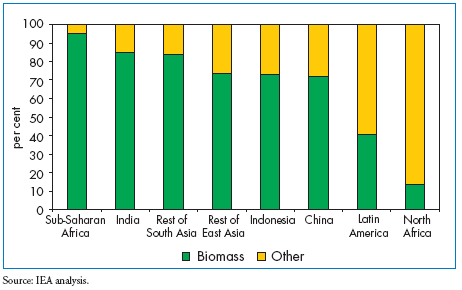 100
90
80
70
60
50
40
30
20
10
0
per cent
Sub-Saharan Africa
India
Rest of South Asia
Rest of East Asia
Indonesia
China
Latin America
North Africa
Biomass
Other
Source: IEA analysis.